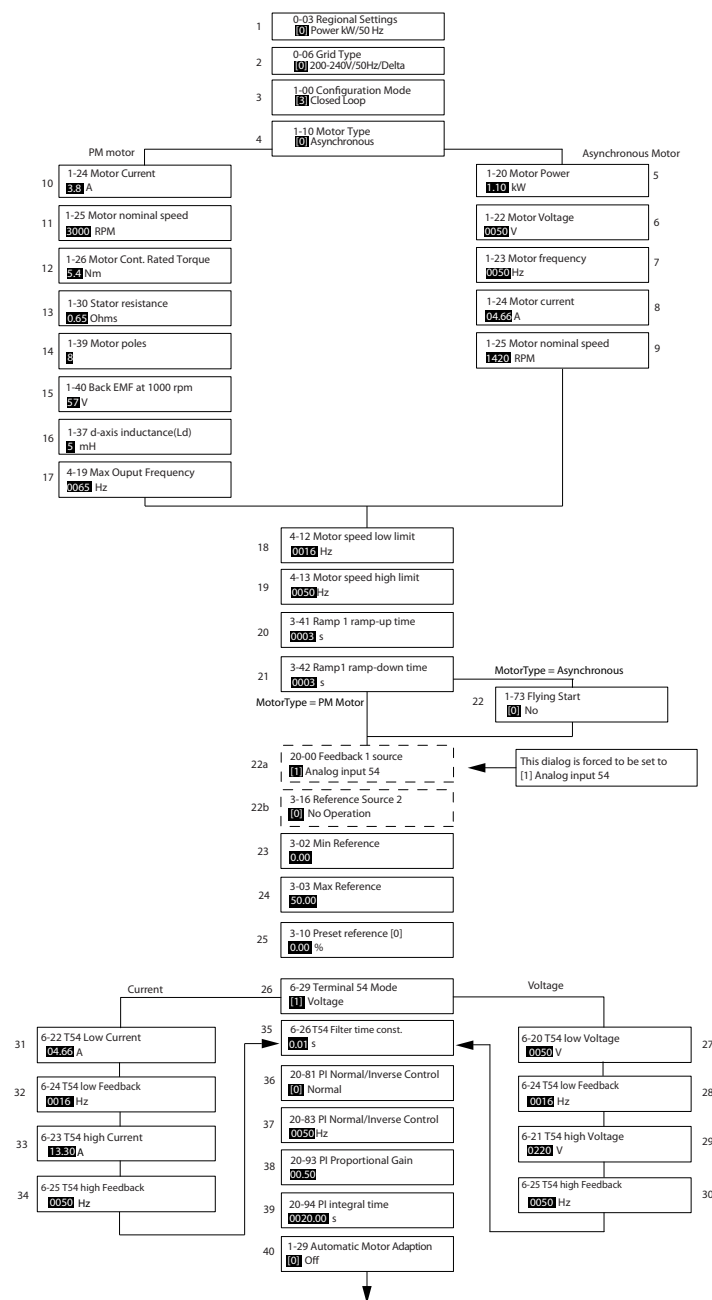 1
0-03 Regional Settings
[0] Power kW/50 Hz
2
0-06 Grid Type
[0] 200-240V/50Hz/Delta
3
1-00 Configuration Mode
[3] Closed Loop
4
1-10 Motor Type
[0] Asynchronous
PM motor
10
1-24 Motor Current
3.8 A
11
1-25 Motor nominal speed
3000 RPM
12
1-26 Motor Cont. Rated Torque
5.4 Nm
13
1-30 Stator resistance
0.65 Ohms
14
1-39 Motor poles
8
15
1-40 Back EMF at 1000 rpm
57 V
16
1-37 d-axis inductance(Ld)
5 mH
17
4-19 Max Ouput Frequency
0065 Hz
Asynchronous Motor
1-20 Motor Power
1.10 kW
5
1-22 Motor Voltage
0050 V
6
1-23 Motor frequency
0050 Hz
7
1-24 Motor current
04.66 A
8
1-25 Motor nominal speed
1420 RPM
9
18
4-12 Motor speed low limit
0016 Hz
19
4-13 Motor speed high limit
0050 Hz
20
3-41 Ramp 1 ramp-up time
0003 s
21
3-42 Ramp1 ramp-down time
0003 s
MotorType = Asynchronous
22
1-73 Flying Start
[0] No
MotorType = PM Motor
22a
20-00 Feedback 1 source
[1] Analog input 54
This dialog is forced to be set to
[1] Analog input 54
22b
3-16 Reference Source 2
[0] No Operation
23
3-02 Min Reference
0.00
24
3-03 Max Reference
50.00
25
3-10 Preset reference [0]
0.00 %
26
6-29 Terminal 54 Mode
[1] Voltage
Current
31
6-22 T54 Low Current
04.66 A
32
6-24 T54 low Feedback
0016 Hz
33
6-23 T54 high Current
13.30 A
34
6-25 T54 high Feedback
0050 Hz
Voltage
6-20 T54 low Voltage
0050 V
27
6-24 T54 low Feedback
0016 Hz
28
6-21 T54 high Voltage
0220 V
29
6-25 T54 high Feedback
0050 Hz
30
35
6-26 T54 Filter time const.
0.01 s
36
20-81 PI Normal/Inverse Control
[0] Normal
37
20-83 PI Normal/Inverse Control
0050 Hz
38
20-93 PI Proportional Gain
00.50
39
20-94 PI integral time
0020.00 s
40
1-29 Automatic Motor Adaption
[0] Off